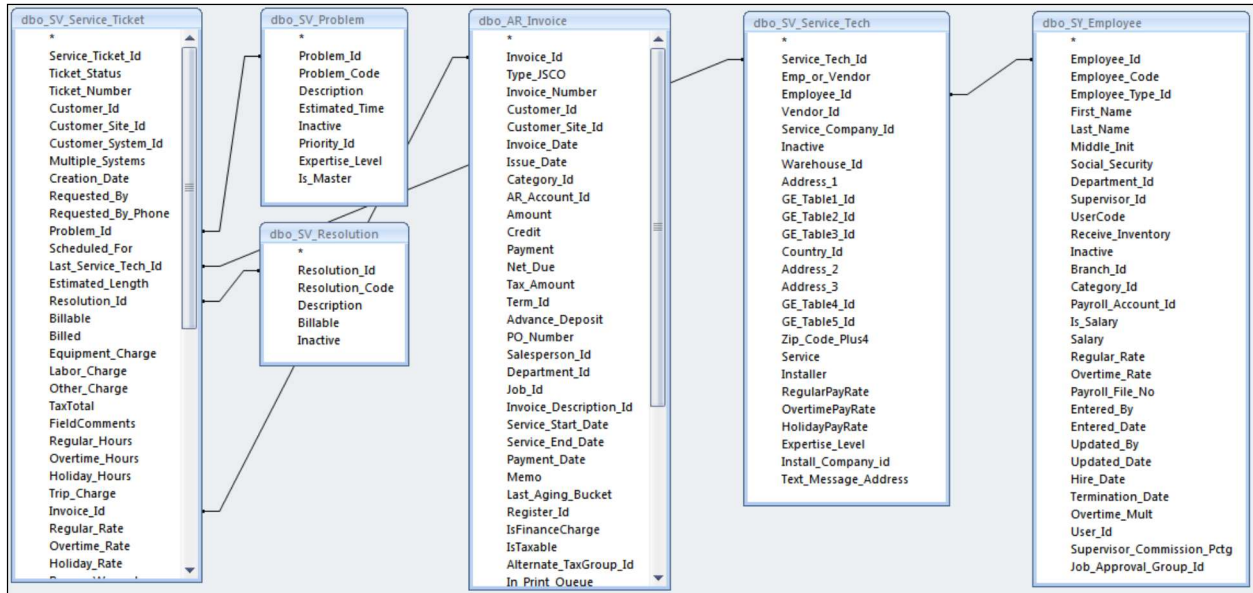 dbo_SV_Service_Ticket
*
Service_Ticket_Id
Ticket_Status
Ticket_Number
Customer_Id
Customer_Site_Id
Customer_System_Id
Multiple_Systems
Creation_Date
Requested_By
Requested_By_Phone
Problem_Id
Scheduled_For
Last_Service_Tech_Id
Estimated_Length
Resolution_Id
Billable
Billed
Equipment_Charge
Labor_Charge
Other_Charge
TaxTotal
FieldComments
Regular_Hours
Overtime_Hours
Holiday_Hours
Trip_Charge
Invoice_Id
Regular_Rate
Overtime_Rate
Holiday_Rate
dbo_SV_Problem
*
Problem_Id
Problem_Code
Description
Estimated_Time
Inactive
Priority_Id
Expertise_Level
Is_Master
dbo_SV_Resolution
*
Resolution_Id
Resolution_Code
Description
Billable
Inactive
dbo_AR_Invoice
*
Invoice_Id
Type_JSCO
Invoice_Number
Customer_Id
Customer_Site_Id
Invoice_Date
Issue_Date
Category_Id
AR_Account_Id
Amount
Credit
Payment
Net_Due
Tax_Amount
Term_Id
Advance_Deposit
PO_Number
Salesperson_Id
Department_Id
Job_Id
Invoice_Description_Id
Service_Start_Date
Service_End_Date
Payment_Date
Memo
Last_Aging_Bucket
Register_Id
IsFinanceCharge
IsTaxable
Alternate_TaxGroup_Id
In_Print_Queue
dbo_SV_Service_Tech
*
Service_Tech_Id
Emp_or_Vendor
Employee_Id
Vendor_Id
Service_Company_Id
Inactive
Warehouse_Id
Address_1
GE_Table1_Id
GE_Table2_Id
GE_Table3_Id
Country_Id
Address_2
Address_3
GE_Table4_Id
GE_Table5_Id
Zip_Code_Plus4
Service
Installer
RegularPayRate
OvertimePayRate
HolidayPayRate
Expertise_Level
Install_Company_id
Text_Message_Address
dbo_SY_Employee
*
Employee_Id
Employee_Code
Employee_Type_Id
First_Name
Last_Name
Middle_Init
Social_Security
Department_Id
Supervisor_Id
UserCode
Receive_Inventory
Inactive
Branch_Id
Category_Id
Payroll_Account_Id
Is_Salary
Salary
Regular_Rate
Overtime_Rate
Payroll_File_No
Entered_By
Entered_Date
Updated_By
Updated_Date
Hire_Date
Termination_Date
Overtime_Mult
User_Id
Supervisor_Commission_Pctg
Job_Approval_Group_Id